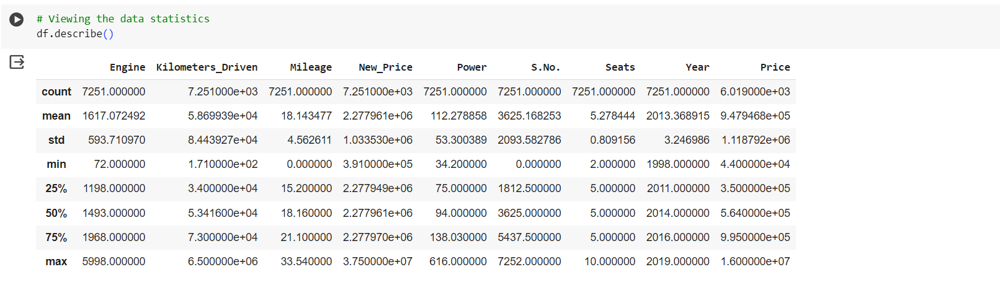 # Viewing the data statistics
df.describe()
Engine Kilometers_Driven Mileage New_Price Power S.No. Seats Year Price
count 7251.000000 7.251000e+03 7251.000000 7.251000e+03 7251.000000 7251.000000 7251.000000 7251.000000 6.019000e+03
mean 1617.072492 5.869939e+04 18.143477 2.277961e+06 112.278858 3625.168253 5.278444 2013.368915 9.479468e+05
std 593.710970 8.443927e+04 4.562611 1.033530e+06 53.300389 2093.582786 0.809156 3.246986 1.118792e+06
min 72.000000 1.710000e+02 0.000000 3.910000e+05 34.200000 0.000000 2.000000 1998.000000 4.400000e+04
25% 1198.000000 3.400000e+04 15.200000 2.277949e+06 75.000000 1812.500000 5.000000 2011.000000 3.500000e+05
50% 1493.000000 5.341600e+04 18.160000 2.277961e+06 94.000000 3625.000000 5.000000 2014.000000 5.640000e+05
75% 1968.000000 7.300000e+04 21.100000 2.277970e+06 138.030000 5437.500000 5.000000 2016.000000 9.950000e+05
max 5998.000000 6.500000e+06 33.540000 3.750000e+07 616.000000 7252.000000 10.000000 2019.000000 1.600000e+07